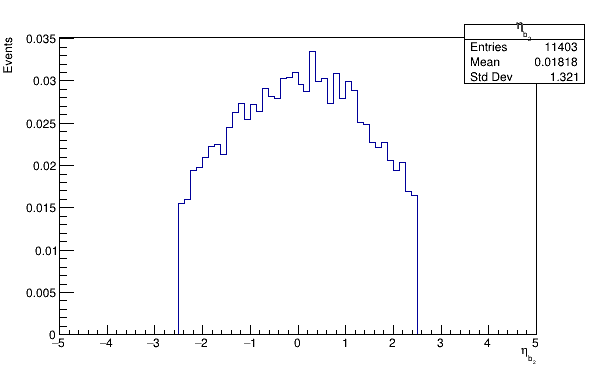 η_b₂
Entries 11403
Mean 0.01818
Std Dev 1.321
Events
0.035
0.03
0.025
0.02
0.015
0.01
0.005
0
−5 −4 −3 −2 −1 0 1 2 3 4 5
η_b₂